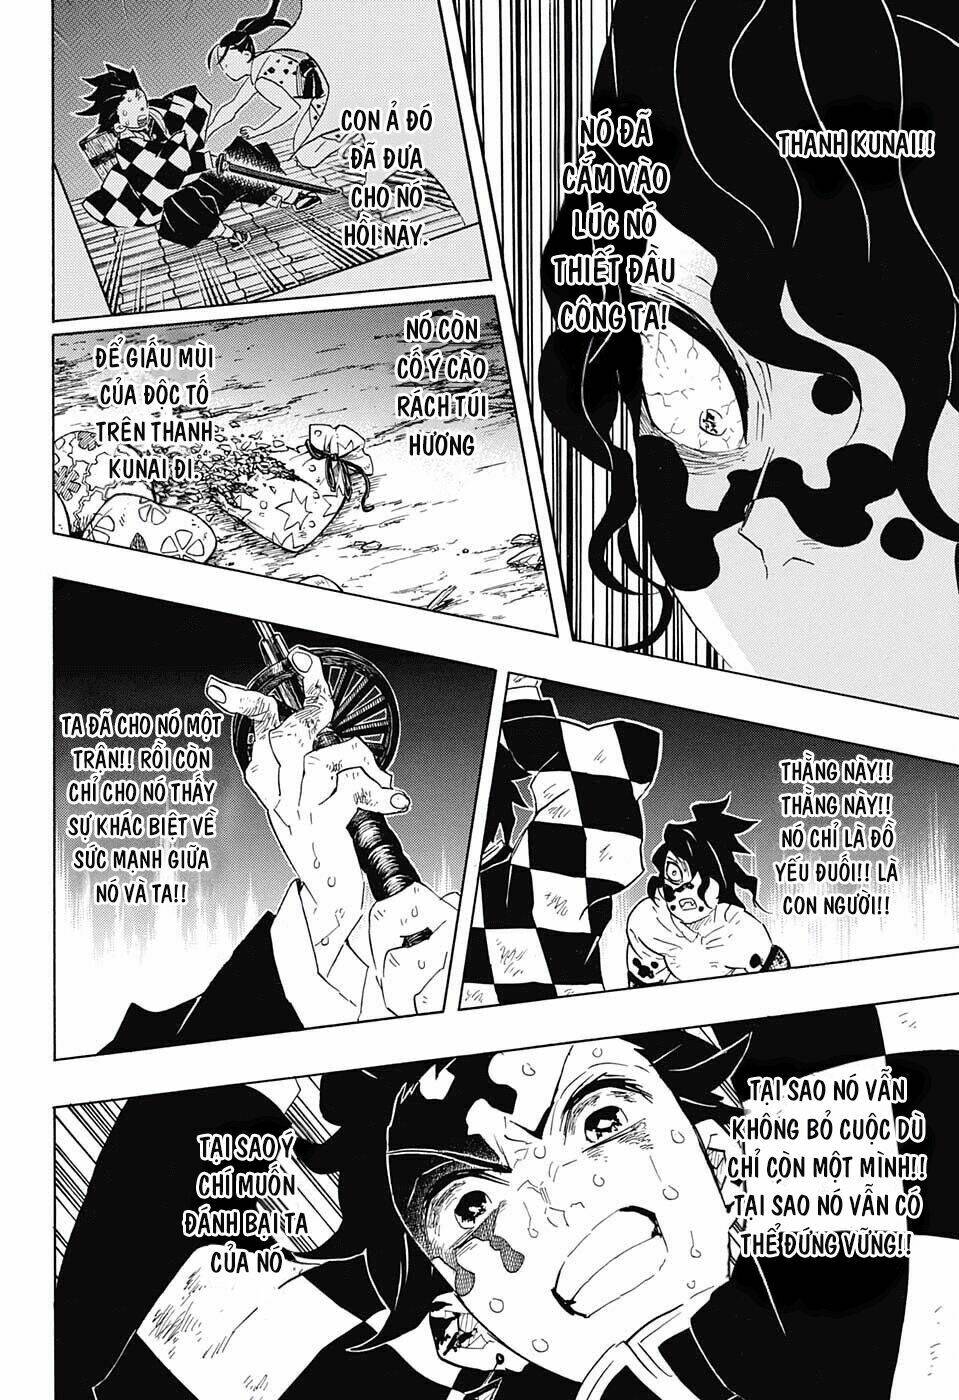 THANH KUNAI!!
NÓ ĐÃ
CẮM VÀO
LÚC NÓ
THIẾT ĐẦU
CÔNG TA!
CON Ả ĐÓ
ĐÃ ĐƯA
CHO NÓ
HỒI NÃY.
NÓ CÒN
CỐ Ý CÀO
RÁCH TÚI
HƯƠNG
ĐỂ GIẤU MÙI
CỦA ĐỘC TỐ
TRÊN THANH
KUNAI ĐI.
THẰNG NÀY!!
THẰNG NÀY!!
NÓ CHỈ LÀ ĐỒ
YẾU ĐUỐI!! LÀ
CON NGƯỜI!!
TA ĐÃ CHO NÓ MỘT
TRẬN!! RỒI CÒN
CHỈ CHO NÓ THẤY
SỰ KHÁC BIỆT VỀ
SỨC MẠNH GIỮA
NÓ VÀ TA!!
TẠI SAO NÓ VẪN
KHÔNG BỎ CUỘC DÙ
CHỈ CÒN MỘT MÌNH!!
TẠI SAO NÓ VẪN CÓ
THỂ ĐỨNG VỮNG!!
TẠI SAO Ý
CHÍ MUỐN
ĐÁNH BẠI TA
CỦA NÓ